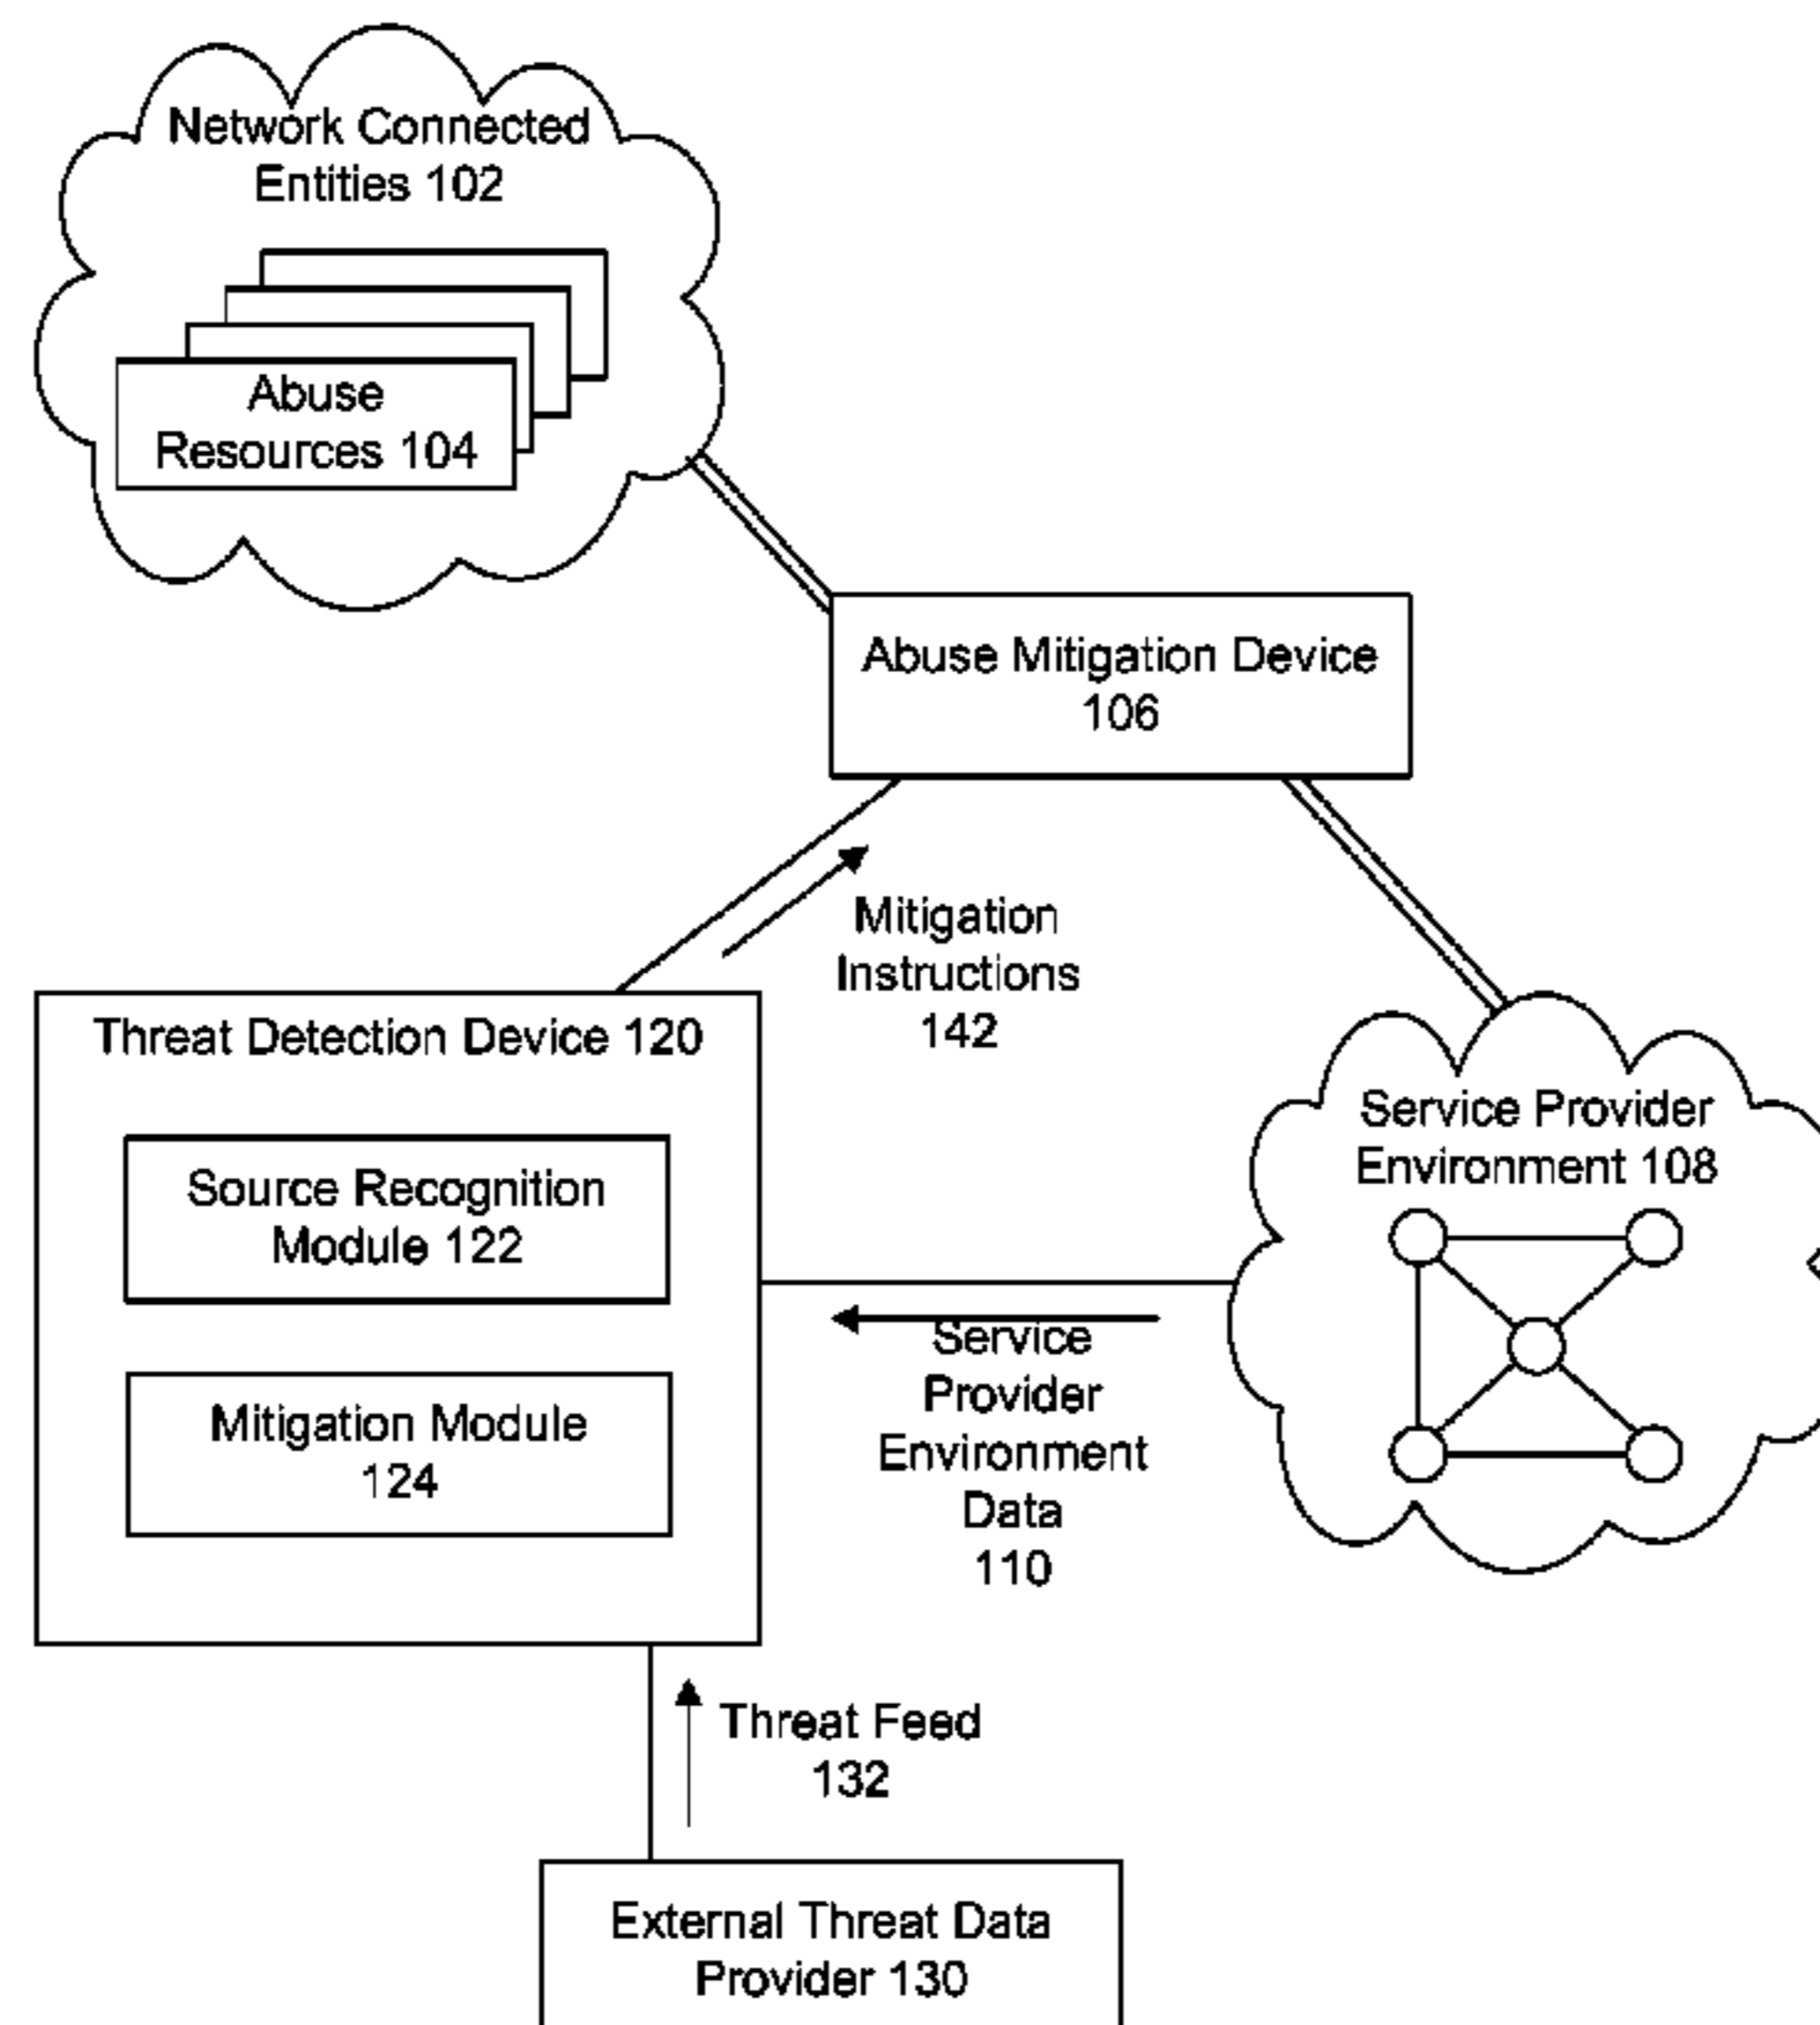 Network Connected
Entities 102
Abuse
Resources 104
Abuse Mitigation Device
106
Mitigation
Instructions
142
Threat Detection Device 120
Source Recognition
Module 122
Mitigation Module
124
Service Provider
Environment 108
Service
Provider
Environment
Data
110
Threat Feed
132
External Threat Data
Provider 130